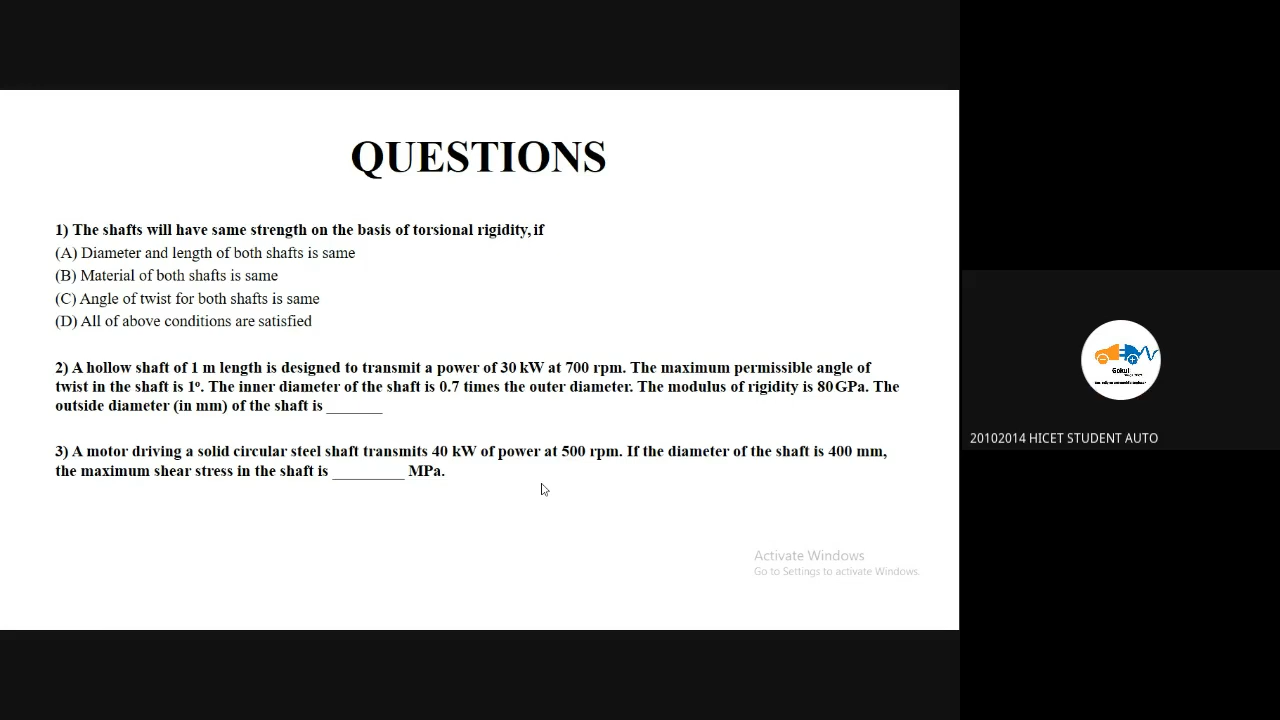 QUESTIONS
1) The shafts will have same strength on the basis of torsional rigidity, if
(A) Diameter and length of both shafts is same
(B) Material of both shafts is same
(C) Angle of twist for both shafts is same
(D) All of above conditions are satisfied
2) A hollow shaft of 1 m length is designed to transmit a power of 30 kW at 700 rpm. The maximum permissible angle of
twist in the shaft is 1º. The inner diameter of the shaft is 0.7 times the outer diameter. The modulus of rigidity is 80 GPa. The
outside diameter (in mm) of the shaft is _______
3) A motor driving a solid circular steel shaft transmits 40 kW of power at 500 rpm. If the diameter of the shaft is 400 mm,
the maximum shear stress in the shaft is _________ MPa.
Activate Windows
Go to Settings to activate Windows.
Gokul
20102014 HICET STUDENT AUTO